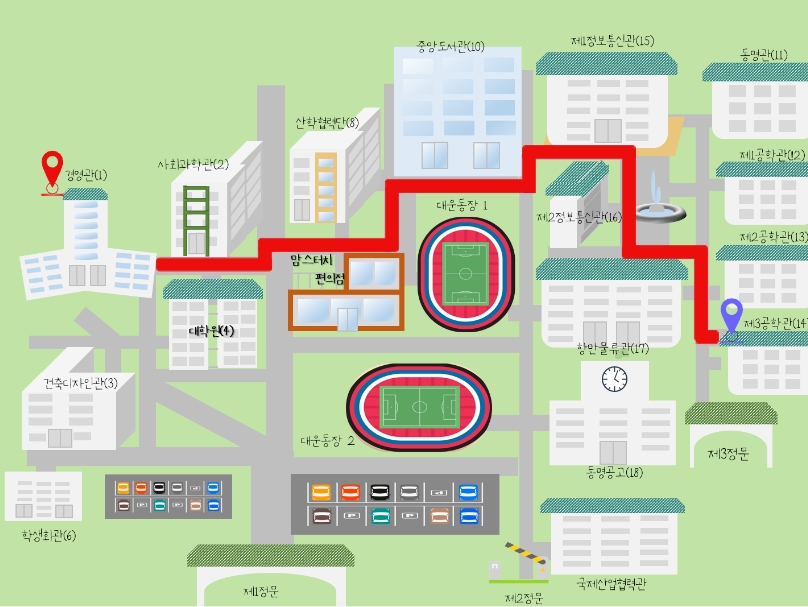 중앙도서관(10)
제1정보통신관(15)
동명관(11)
산학협력단(8)
사회과학관(2)
제1공학관(12)
경영관(1)
대운동장 1
제2정보통신관(16)
제2공학관(13)
맘스터치
편의점
대학원(4)
제3공학관(14)
항만물류관(17)
건축디자인관(3)
대운동장 2
제3정문
동명공고(18)
학생회관(6)
제1정문
제2정문
국제산업협력관